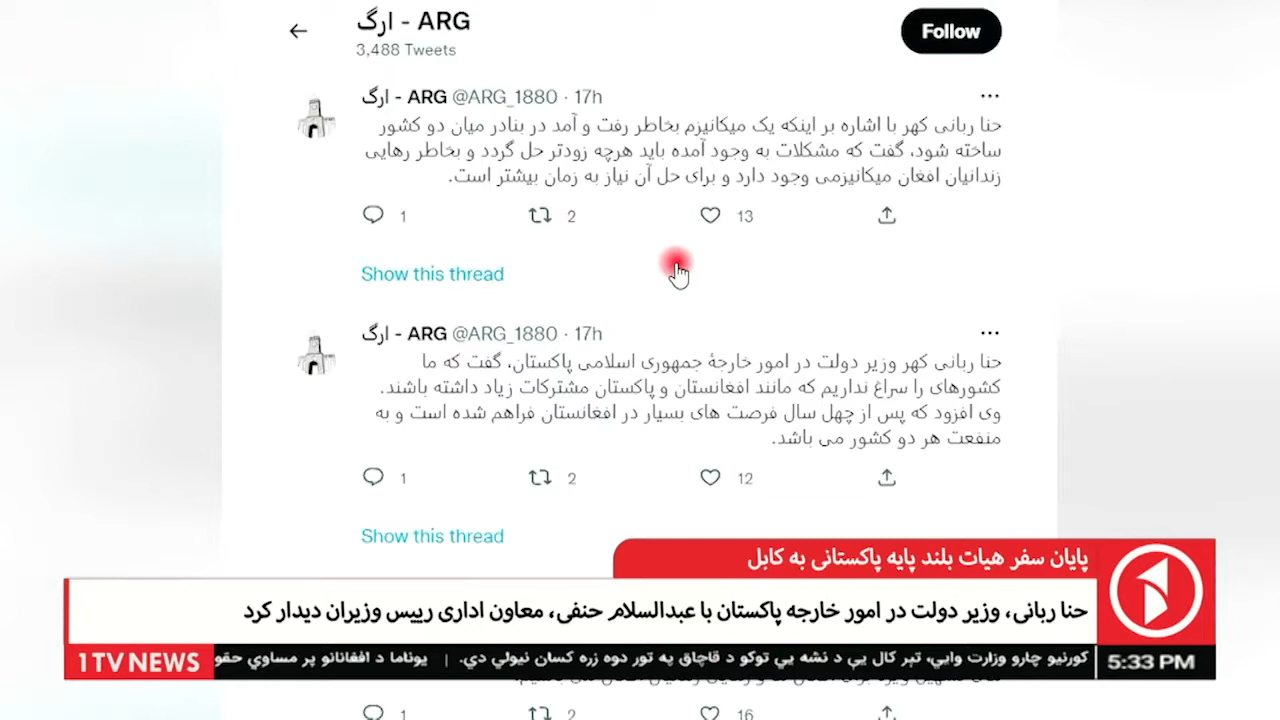 ارگ - ARG
3,488 Tweets
Follow
ارگ - ARG @ARG_1880 · 17h
حنا ربانی کهر با اشاره بر اینکه یک میکانیزم بخاطر رفت و آمد در بنادر میان دو کشور
ساخته شود، گفت که مشکلات به وجود آمده باید هرچه زودتر حل گردد و بخاطر رهایی
زندانیان افغان میکانیزمی وجود دارد و برای حل آن نیاز به زمان بیشتر است.
1 2 13
Show this thread
ارگ - ARG @ARG_1880 · 17h
حنا ربانی کهر وزیر دولت در امور خارجهٔ جمهوری اسلامی پاکستان، گفت که ما
کشورهای را سراغ نداریم که مانند افغانستان و پاکستان مشترکات زیاد داشته باشند.
وی افزود که پس از چهل سال فرصت های بسیار در افغانستان فراهم شده است و به
منفعت هر دو کشور می باشد.
1 2 12
Show this thread
پایان سفر هیات بلند پایه پاکستانی به کابل
حنا ربانی، وزیر دولت در امور خارجه پاکستان با عبدالسلام حنفی، معاون اداری رییس وزیران دیدار کرد
1TV NEWS
کورنیو چارو وزارت وايي، تېر کال يې د نشه يي توکو د قاچاق په تور دوه زره کسان نیولي دي. | یوناما د افغانانو پر مساوي حقو
5:33 PM
1 2 16